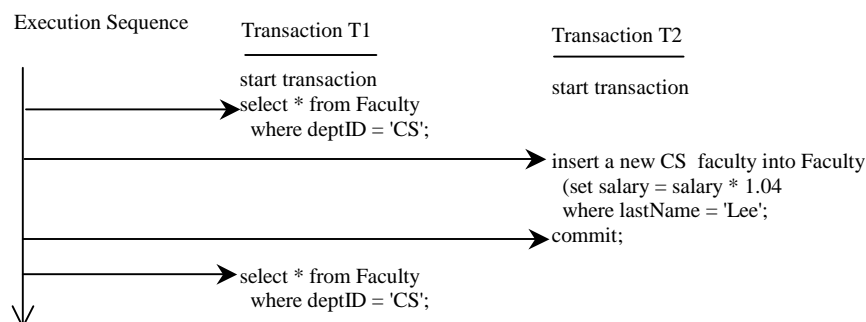 Execution Sequence
Transaction T1
Transaction T2
start transaction
start transaction
select * from Faculty
where deptID = 'CS';
insert a new CS faculty into Faculty
(set salary = salary * 1.04
where lastName = 'Lee';
commit;
select * from Faculty
where deptID = 'CS';